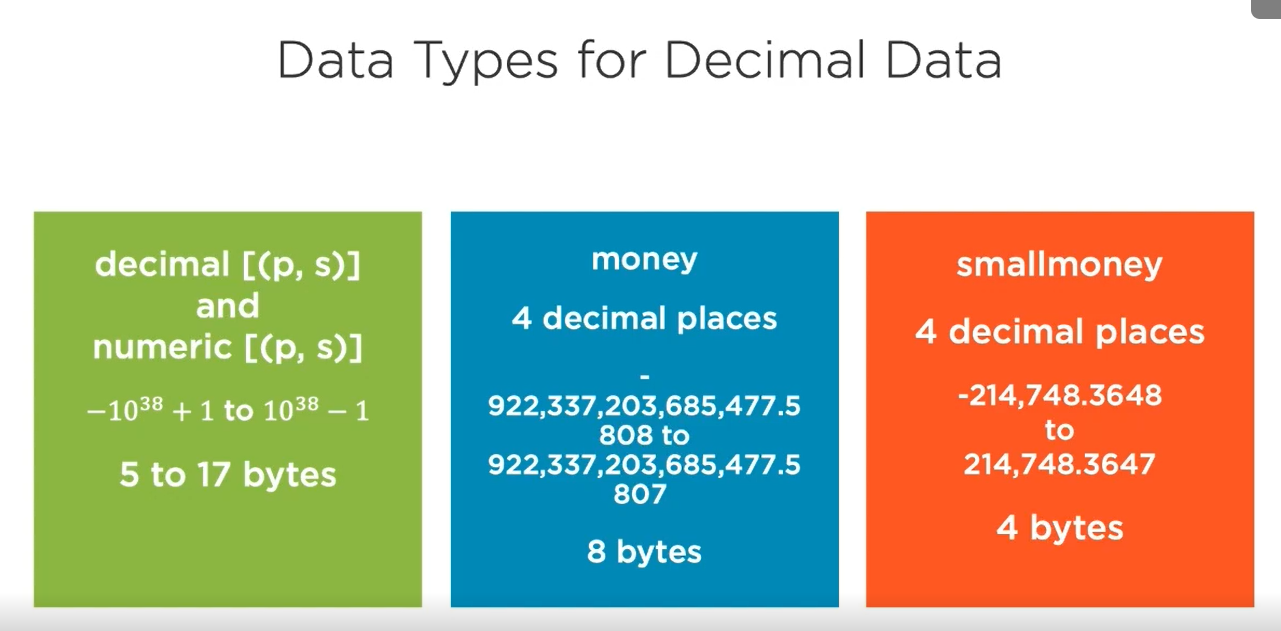 Data Types for Decimal Data
decimal [(p, s)]
and
numeric [(p, s)]
−10³⁸ + 1 to 10³⁸ − 1
5 to 17 bytes
money
4 decimal places
-
922,337,203,685,477.5
808 to
922,337,203,685,477.5
807
8 bytes
smallmoney
4 decimal places
-214,748.3648
to
214,748.3647
4 bytes